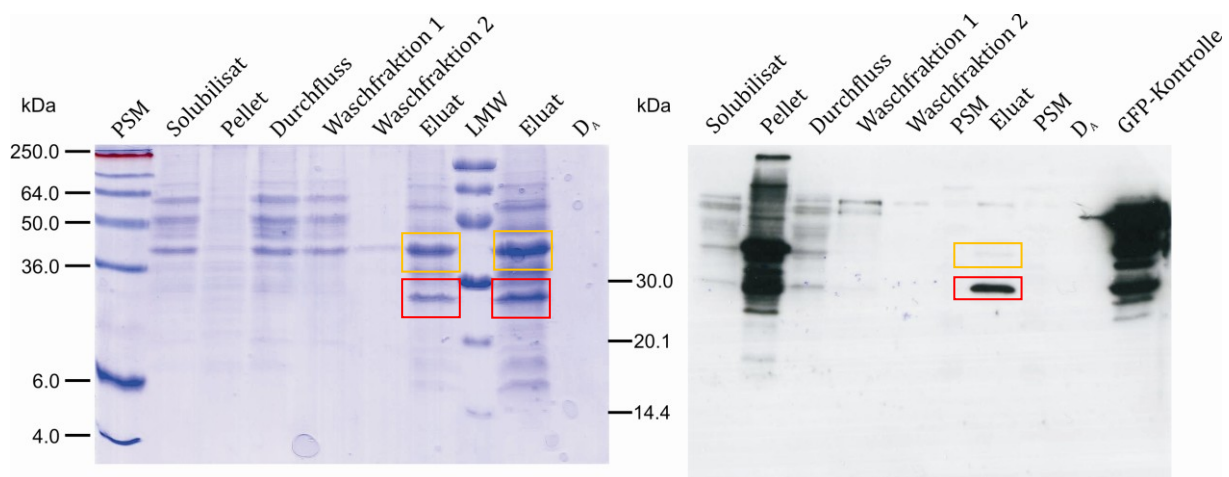 kDa
PSM
Solubilisat
Pellet
Durchfluss
Waschfraktion 1
Waschfraktion 2
Eluat
LMW
Eluat
D_A
250.0
64.0
50.0
36.0
6.0
4.0
kDa
30.0
20.1
14.4
Solubilisat
Pellet
Durchfluss
Waschfraktion 1
Waschfraktion 2
PSM
Eluat
PSM
D_A
GFP-Kontrolle